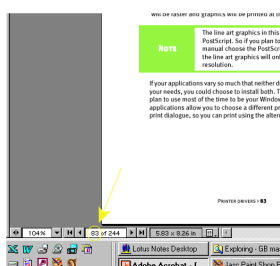 will be faster and graphics will be printed at th
NOTE
The line art graphics in this
PostScript. So if you plan to
manual choose the PostScri
the line art graphics will onl
resolution.
If your applications vary so much that neither d
your needs, you could choose to install both. T
plan to use most of the time to be your Window
applications allow you to choose a different pr
print dialogue, so you can print using the alter
PRINTER DRIVERS > 83
104%
83 of 244
5.83 x 8.26 in
Lotus Notes Desktop
Exploring - GB ma
Adobe Acrobat - [
Jasc Paint Shop P